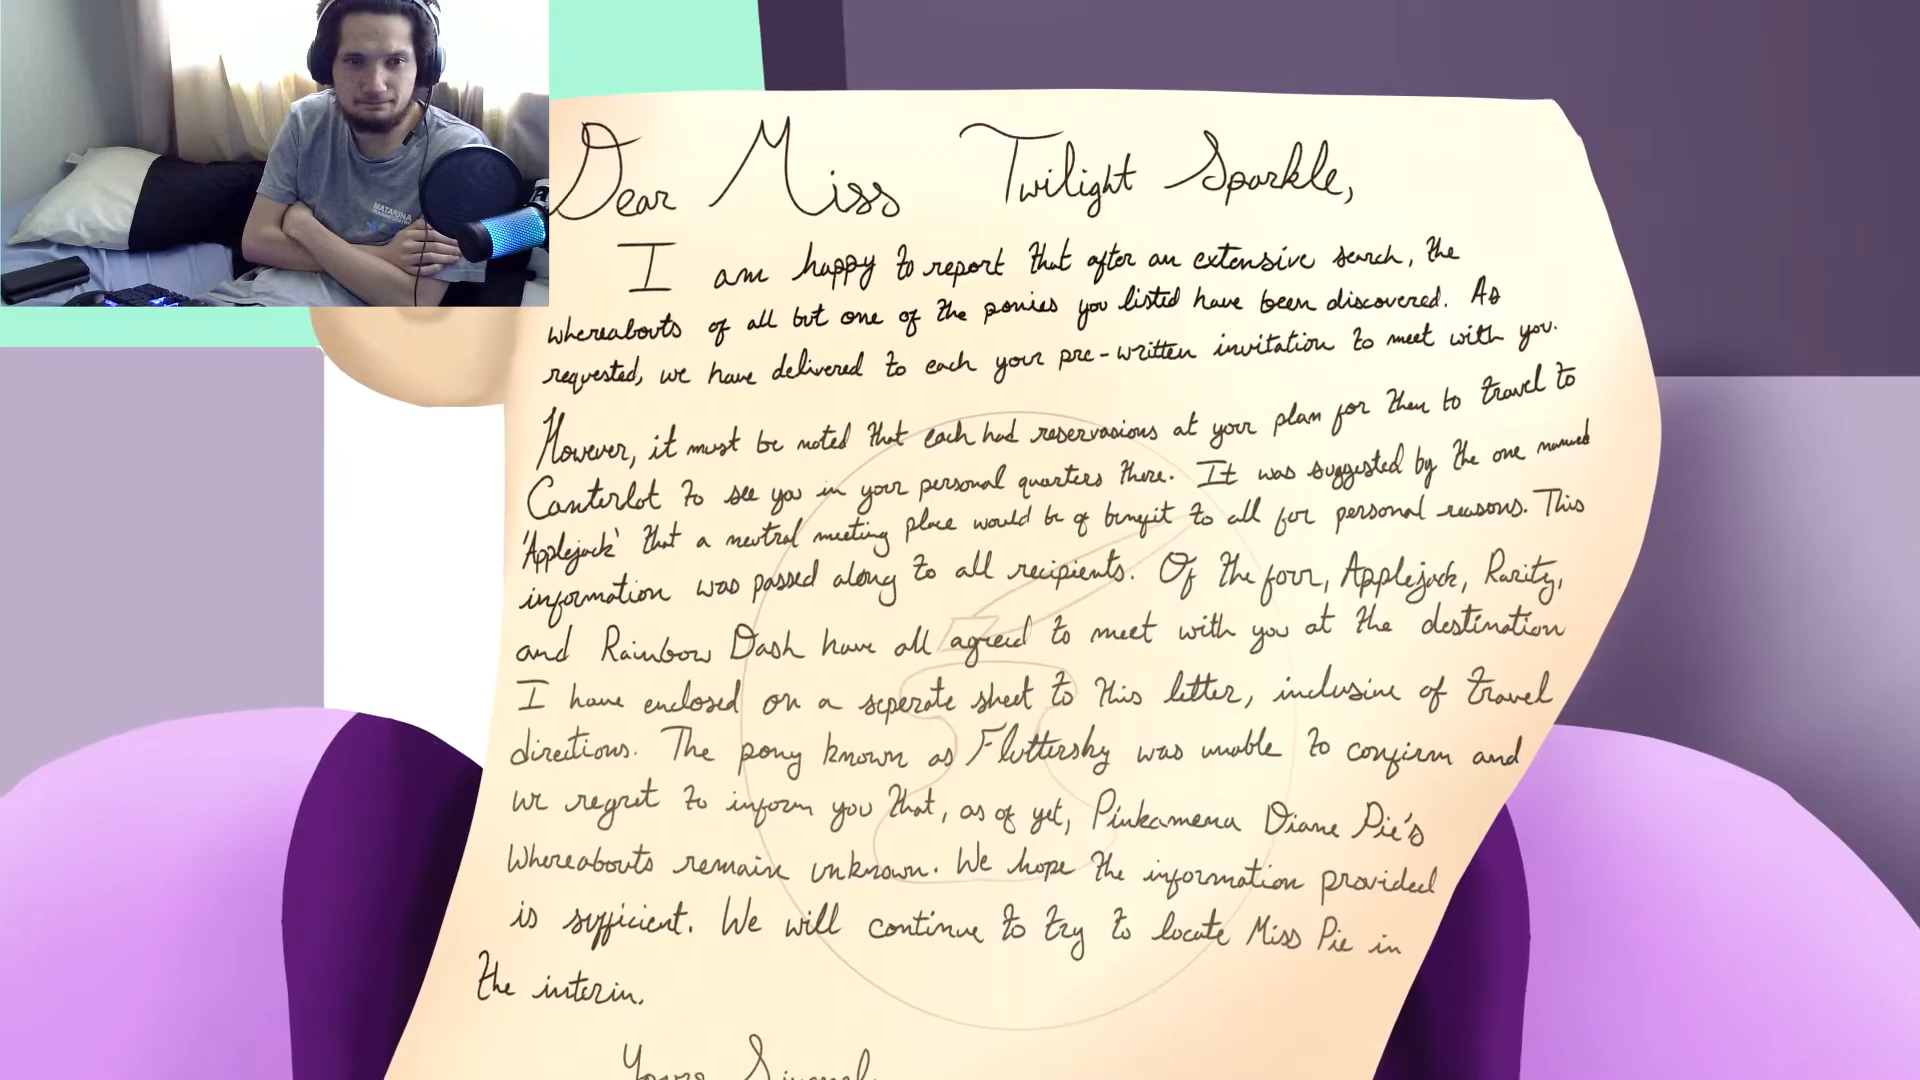 MATARIKI
Dear Miss Twilight Sparkle,
I am happy to report that after an extensive search, the
whereabouts of all but one of the ponies you listed have been discovered. As
requested, we have delivered to each your pre-written invitation to meet with you.
However, it must be noted that each had reservasions at your plan for them to travel to
Canterlot to see you in your personal quarters there. It was suggested by the one named
'Applejack' that a neutral meeting place would be of benefit to all for personal reasons. This
information was passed along to all recipients. Of the four, Applejack, Rarity,
and Rainbow Dash have all agreed to meet with you at the destination
I have enclosed on a seperate sheet to this letter, inclusive of travel
directions. The pony known as Fluttershy was unable to confirm and
we regret to inform you that, as of yet, Pinkamena Diane Pie's
whereabouts remain unknown. We hope the information provided
is sufficient. We will continue to try to locate Miss Pie in
the interin.
Yours